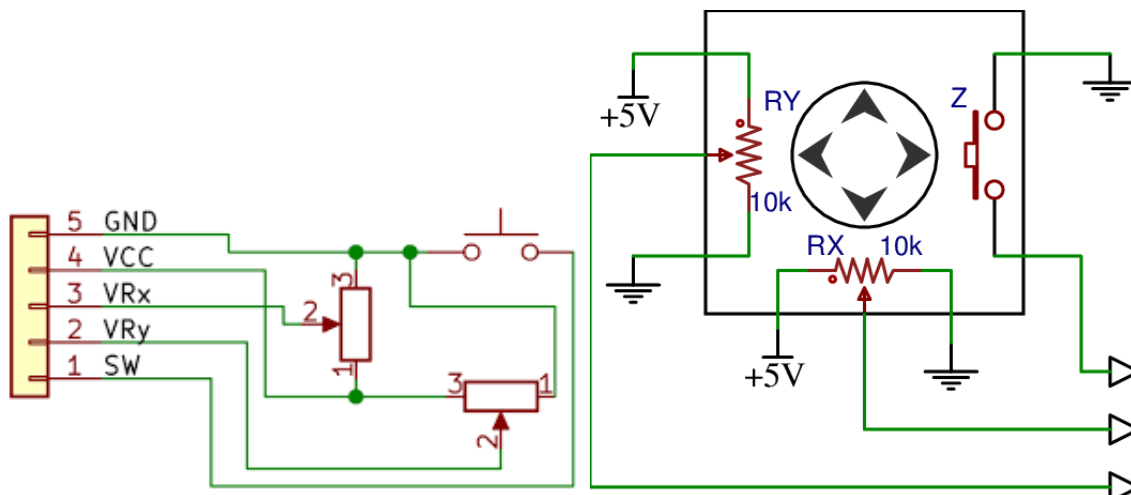 5 GND
4 VCC
3 VRx
2 VRy
1 SW
3
2
1
3
1
2
+5V
RY
Z
10k
RX 10k
+5V